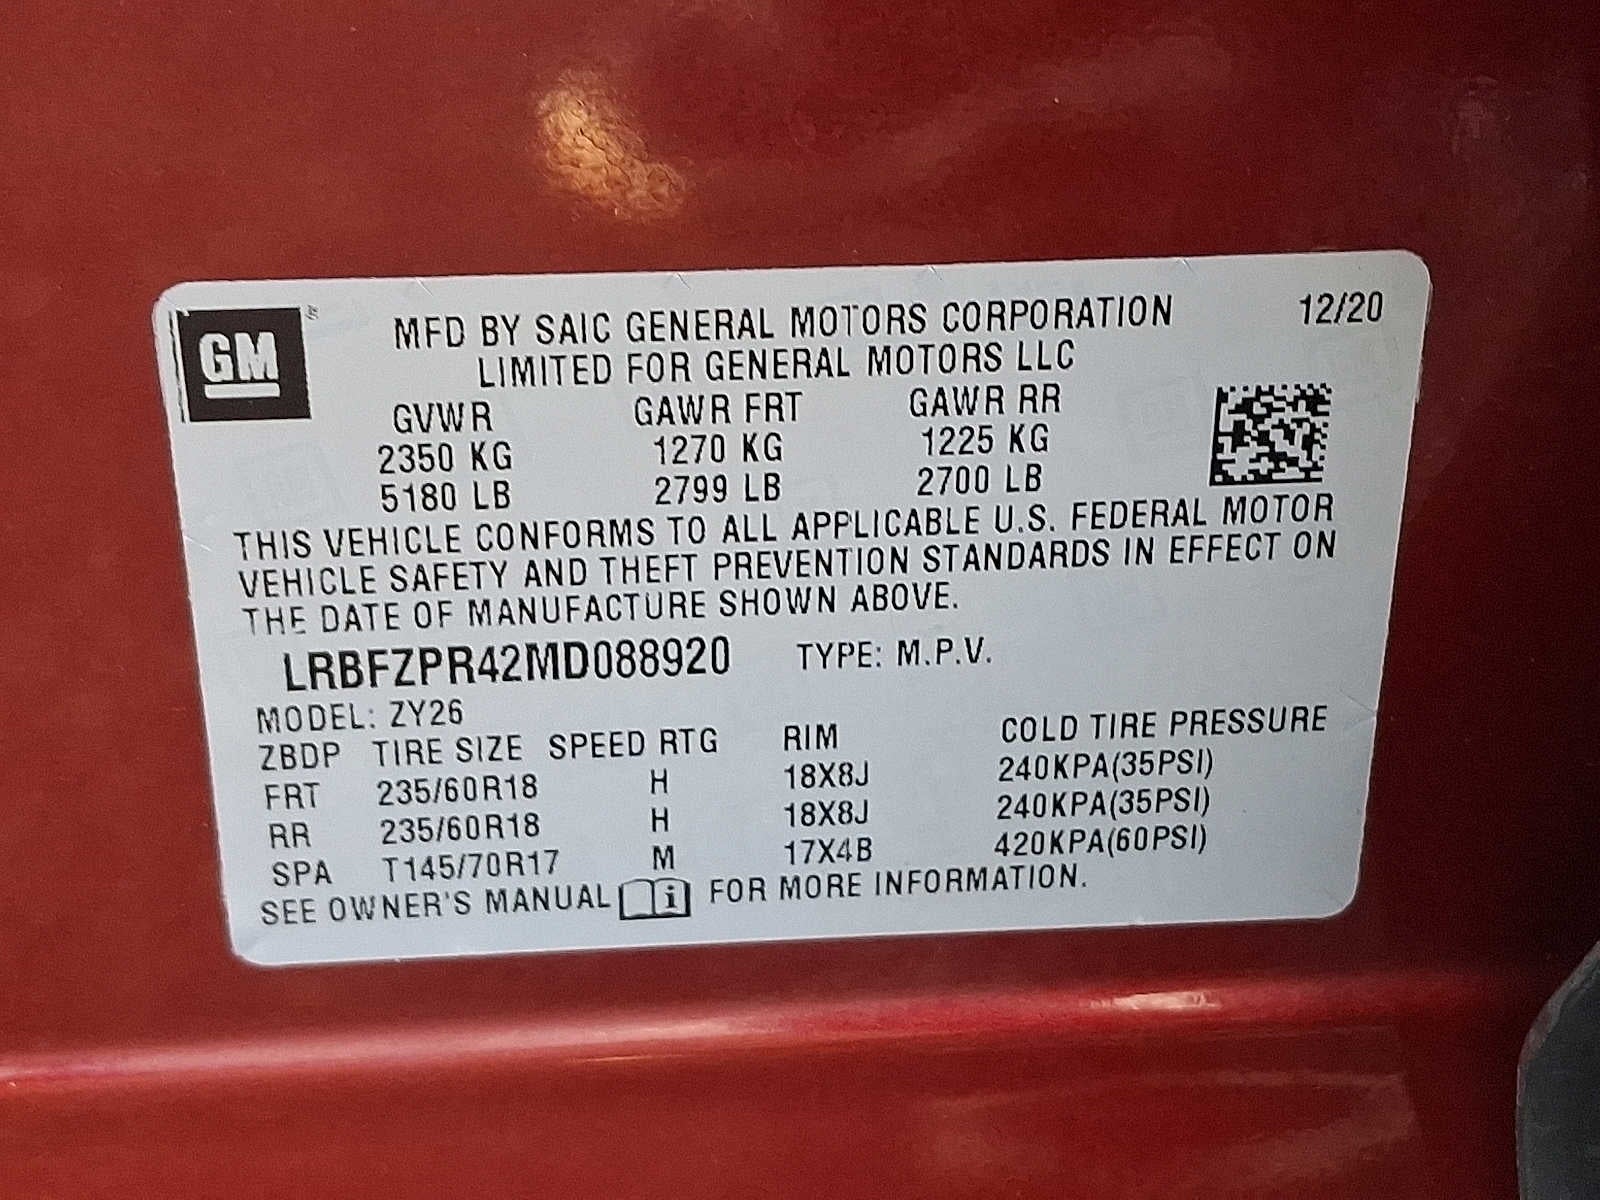 GM
MFD BY SAIC GENERAL MOTORS CORPORATION 12/20
LIMITED FOR GENERAL MOTORS LLC
GVWR GAWR FRT GAWR RR
2350 KG 1270 KG 1225 KG
5180 LB 2799 LB 2700 LB
THIS VEHICLE CONFORMS TO ALL APPLICABLE U.S. FEDERAL MOTOR
VEHICLE SAFETY AND THEFT PREVENTION STANDARDS IN EFFECT ON
THE DATE OF MANUFACTURE SHOWN ABOVE.
LRBFZPR42MD088920 TYPE: M.P.V.
MODEL: ZY26
ZBDP TIRE SIZE SPEED RTG RIM COLD TIRE PRESSURE
FRT 235/60R18 H 18X8J 240KPA(35PSI)
RR 235/60R18 H 18X8J 240KPA(35PSI)
SPA T145/70R17 M 17X4B 420KPA(60PSI)
SEE OWNER'S MANUAL i FOR MORE INFORMATION.